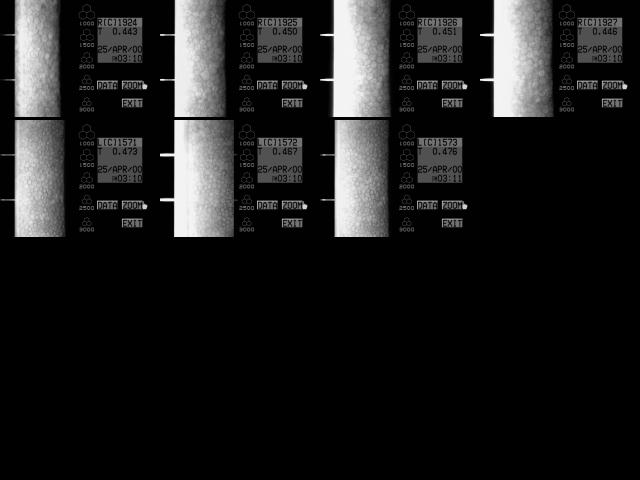 R(C)1924
T 0.443
25/APR/00
PM03:10
1000
1500
2000
2500
3000
DATA ZOOM
EXIT
R(C)1925
T 0.450
25/APR/00
PM03:10
1000
1500
2000
2500
3000
DATA ZOOM
EXIT
R(C)1926
T 0.451
25/APR/00
PM03:10
1000
1500
2000
2500
3000
DATA ZOOM
EXIT
R(C)1927
T 0.446
25/APR/00
PM03:10
1000
1500
2000
2500
3000
DATA ZOOM
EXIT
L(C)1571
T 0.473
25/APR/00
PM03:10
1000
1500
2000
2500
3000
DATA ZOOM
EXIT
L(C)1572
T 0.467
25/APR/00
PM03:10
1000
1500
2000
2500
3000
DATA ZOOM
EXIT
L(C)1573
T 0.476
25/APR/00
PM03:11
1000
1500
2000
2500
3000
DATA ZOOM
EXIT